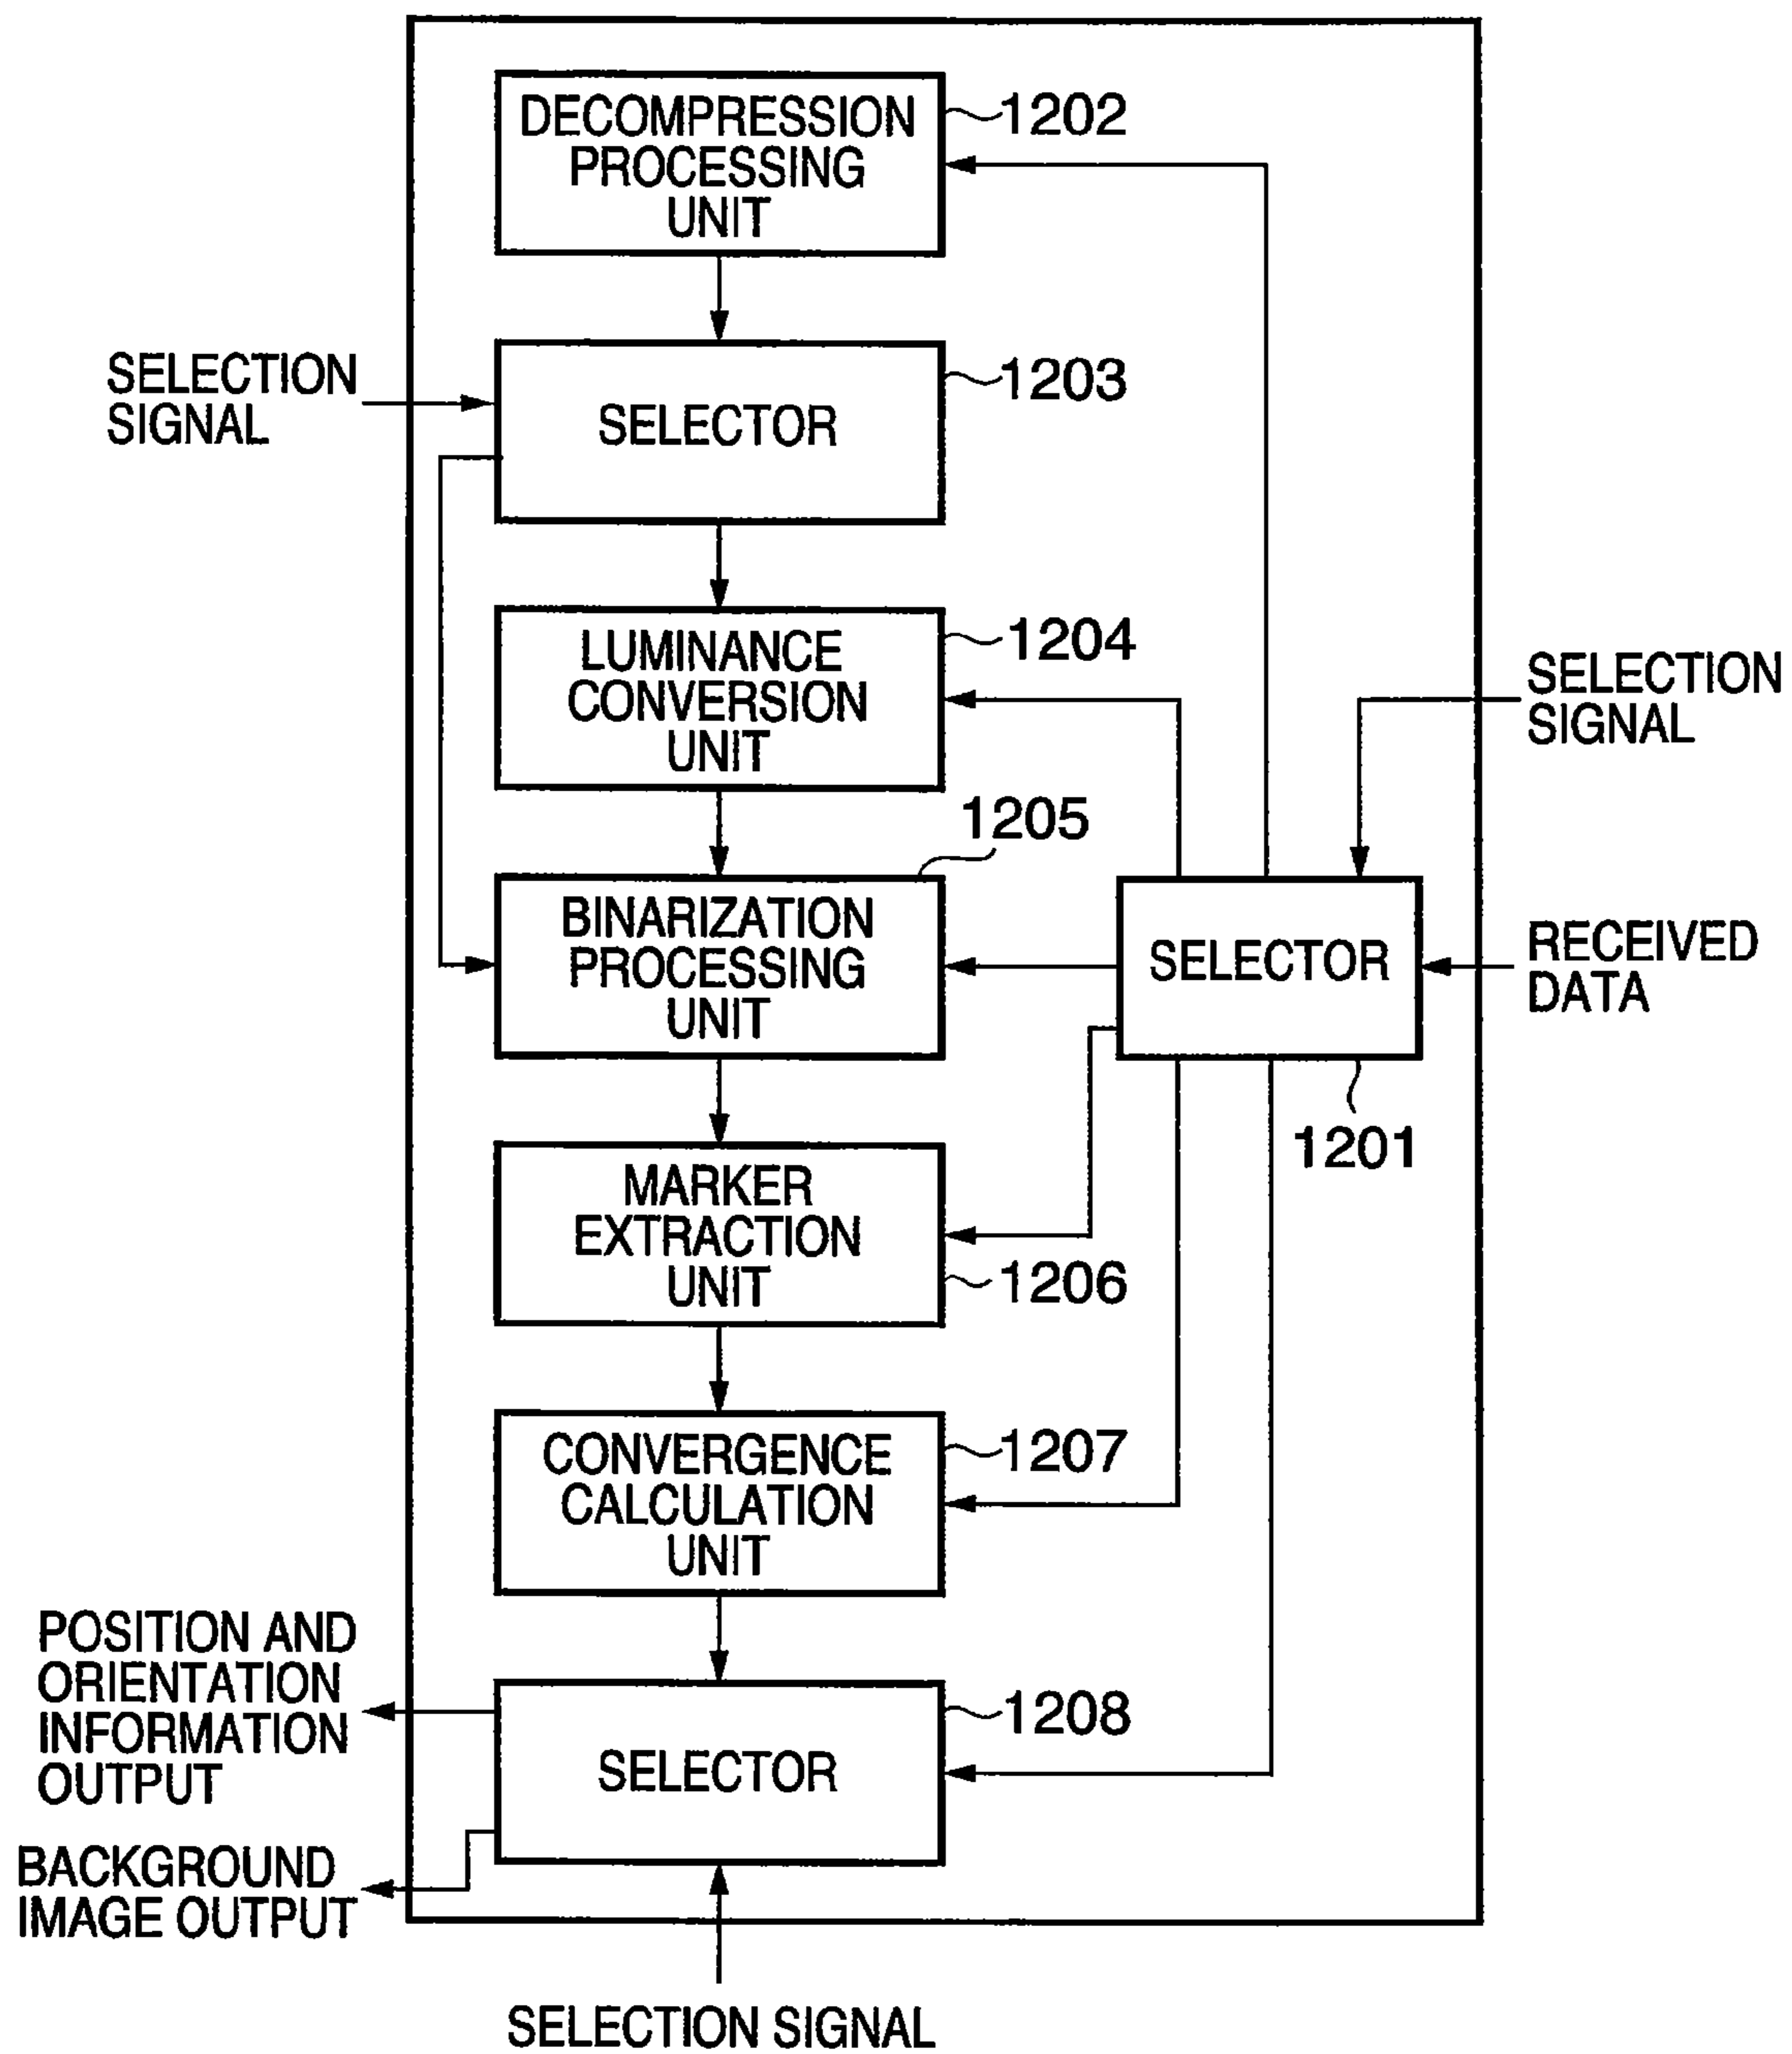 DECOMPRESSION
PROCESSING
UNIT
1202
SELECTION
SIGNAL
SELECTOR
1203
LUMINANCE
CONVERSION
UNIT
1204
SELECTION
SIGNAL
1205
BINARIZATION
PROCESSING
UNIT
SELECTOR
RECEIVED
DATA
1201
MARKER
EXTRACTION
UNIT
1206
CONVERGENCE
CALCULATION
UNIT
1207
POSITION AND
ORIENTATION
INFORMATION
OUTPUT
SELECTOR
1208
BACKGROUND
IMAGE OUTPUT
SELECTION SIGNAL